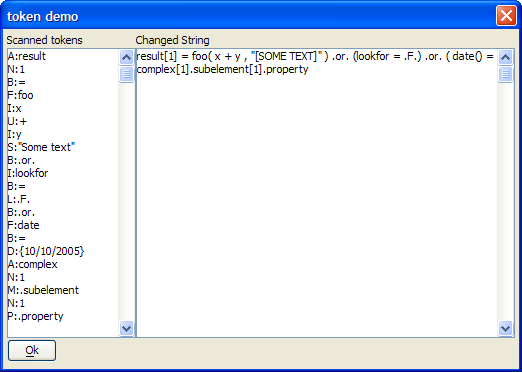 token demo
Scanned tokens
Changed String
A:result
N:1
B:=
F:foo
I:x
U:+
I:y
S:"Some text"
B:.or.
I:lookfor
B:=
L:.F.
B:.or.
F:date
B:=
D:{10/10/2005}
A:complex
N:1
M:.subelement
N:1
P:.property
result[1] = foo( x + y , "[SOME TEXT]" ) .or. (lookfor = .F.) .or. ( date() =
complex[1].subelement[1].property
Ok